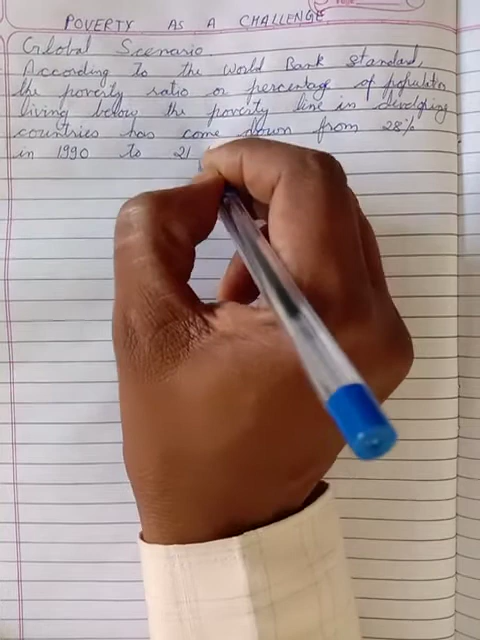 POVERTY AS A CHALLENGE
Global Scenario
According to the World Bank standard,
the poverty ratio or percentage of population
living below the poverty line in developing
countries has come down from 28%
in 1990 to 21